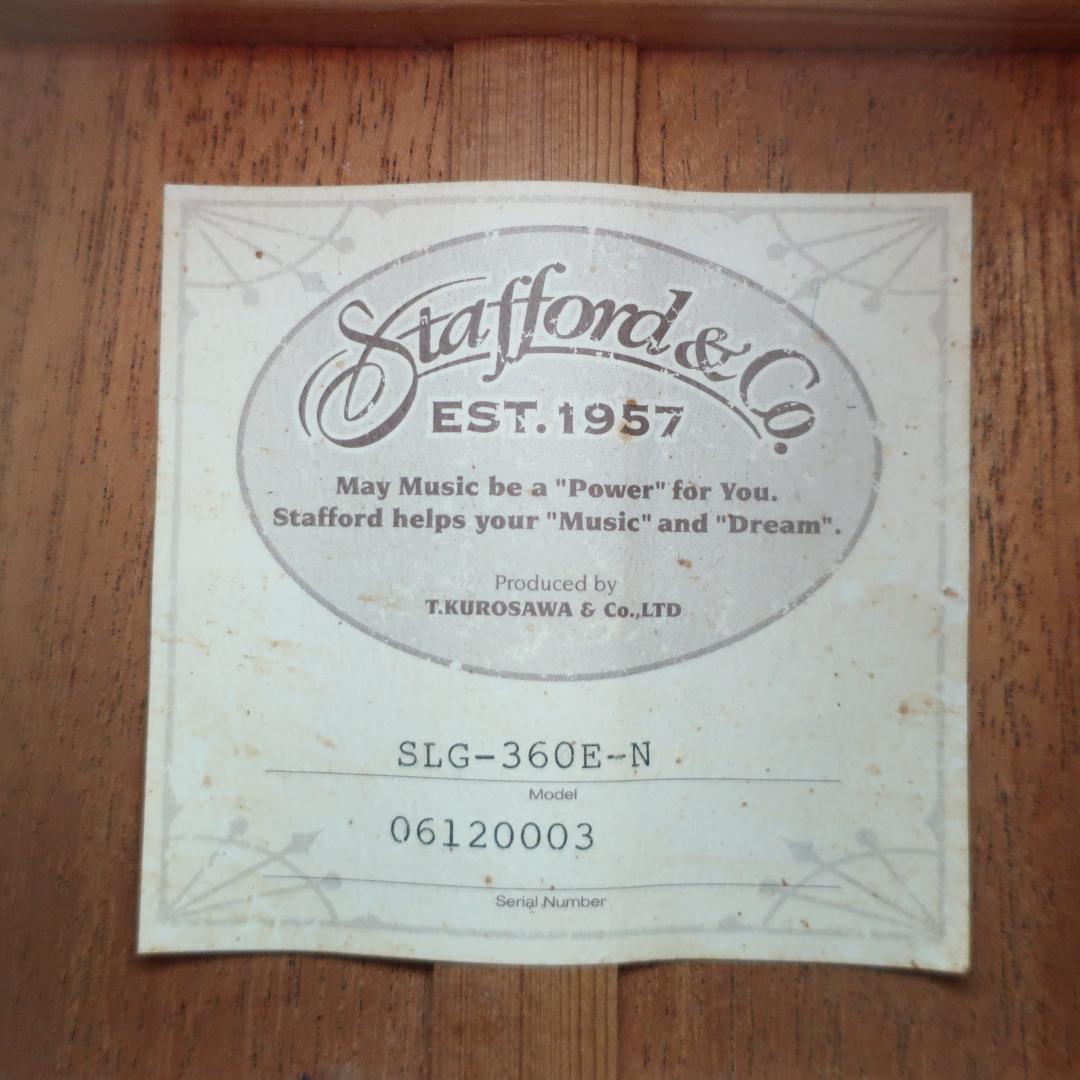 Stafford & Co.
EST. 1957
May Music be a "Power" for You.
Stafford helps your "Music" and "Dream".
Produced by
T.KUROSAWA & Co.,LTD
SLG-360E-N
Model
06120003
Serial Number